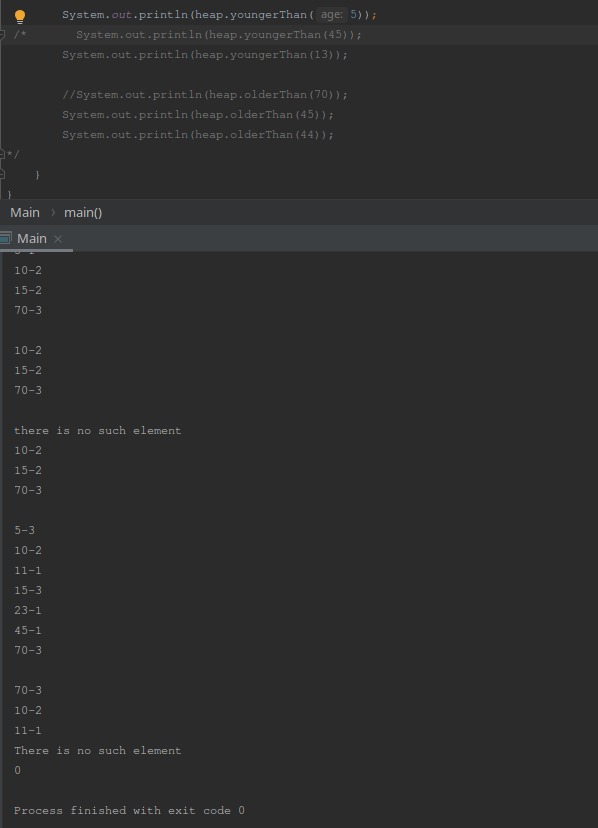 System.out.println(heap.youngerThan( age: 5));
/* System.out.println(heap.youngerThan(45));
System.out.println(heap.youngerThan(13));
//System.out.println(heap.olderThan(70));
System.out.println(heap.olderThan(45));
System.out.println(heap.olderThan(44));
*/
}
}
Main › main()
Main ×
10-2
15-2
70-3
10-2
15-2
70-3
there is no such element
10-2
15-2
70-3
5-3
10-2
11-1
15-3
23-1
45-1
70-3
70-3
10-2
11-1
There is no such element
0
Process finished with exit code 0